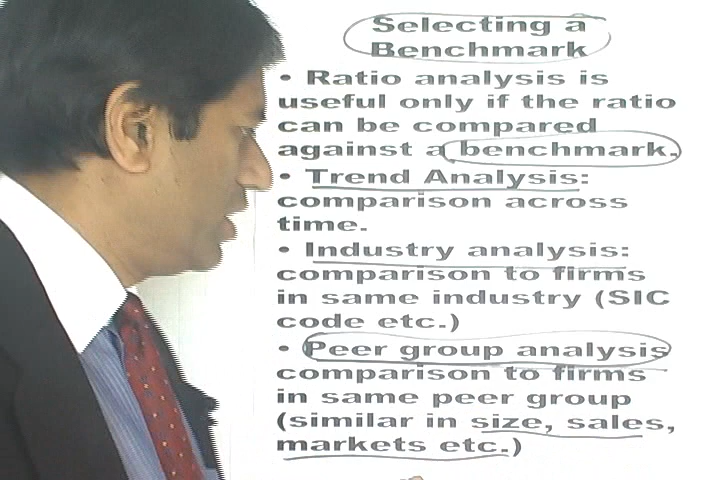 Selecting a
Benchmark
• Ratio analysis is
useful only if the ratio
can be compared
against a benchmark.
• Trend Analysis:
comparison across
time.
• Industry analysis:
comparison to firms
in same industry (SIC
code etc.)
• Peer group analysis
comparison to firms
in same peer group
(similar in size, sales,
markets etc.)